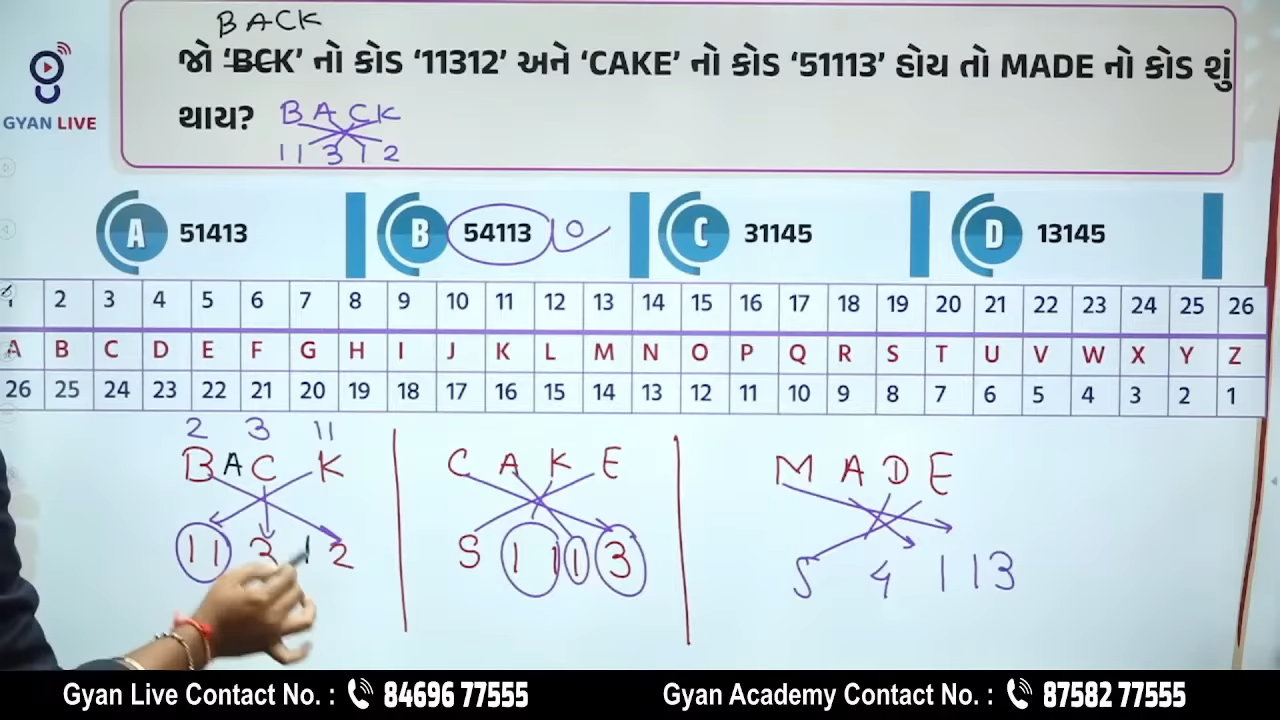 BACK
જો ‘BCK’ નો કોડ ‘11312’ અને ‘CAKE’ નો કોડ ‘51113’ હોય તો MADE નો કોડ શું
થાય?
BACK
11312
GYAN LIVE
A 51413 B 54113 C 31145 D 13145
1 2 3 4 5 6 7 8 9 10 11 12 13 14 15 16 17 18 19 20 21 22 23 24 25 26
A B C D E F G H I J K L M N O P Q R S T U V W X Y Z
26 25 24 23 22 21 20 19 18 17 16 15 14 13 12 11 10 9 8 7 6 5 4 3 2 1
2 3 11
BACK CAKE MADE
11 3 1 2 5 11 1 3 5 4 1 13
Gyan Live Contact No. : 84696 77555 Gyan Academy Contact No. : 87582 77555